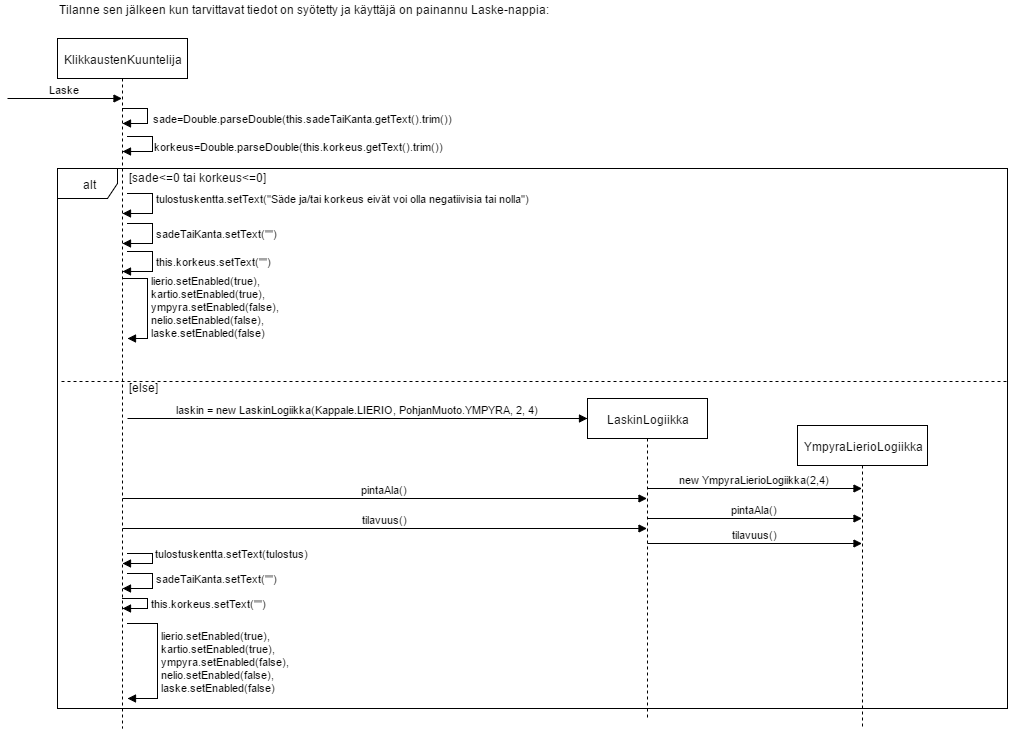 Tilanne sen jälkeen kun tarvittavat tiedot on syötetty ja käyttäjä on painannu Laske-nappia:
KlikkaustenKuuntelija
Laske
sade=Double.parseDouble(this.sadeTaiKanta.getText().trim())
korkeus=Double.parseDouble(this.korkeus.getText().trim())
alt
[sade<=0 tai korkeus<=0]
tulostuskentta.setText("Säde ja/tai korkeus eivät voi olla negatiivisia tai nolla")
sadeTaiKanta.setText("")
this.korkeus.setText("")
lierio.setEnabled(true),
kartio.setEnabled(true),
ympyra.setEnabled(false),
nelio.setEnabled(false),
laske.setEnabled(false)
[else]
laskin = new LaskinLogiikka(Kappale.LIERIO, PohjanMuoto.YMPYRA, 2, 4)
LaskinLogiikka
YmpyraLierioLogiikka
new YmpyraLierioLogiikka(2,4)
pintaAla()
pintaAla()
tilavuus()
tilavuus()
tulostuskentta.setText(tulostus)
sadeTaiKanta.setText("")
this.korkeus.setText("")
lierio.setEnabled(true),
kartio.setEnabled(true),
ympyra.setEnabled(false),
nelio.setEnabled(false),
laske.setEnabled(false)